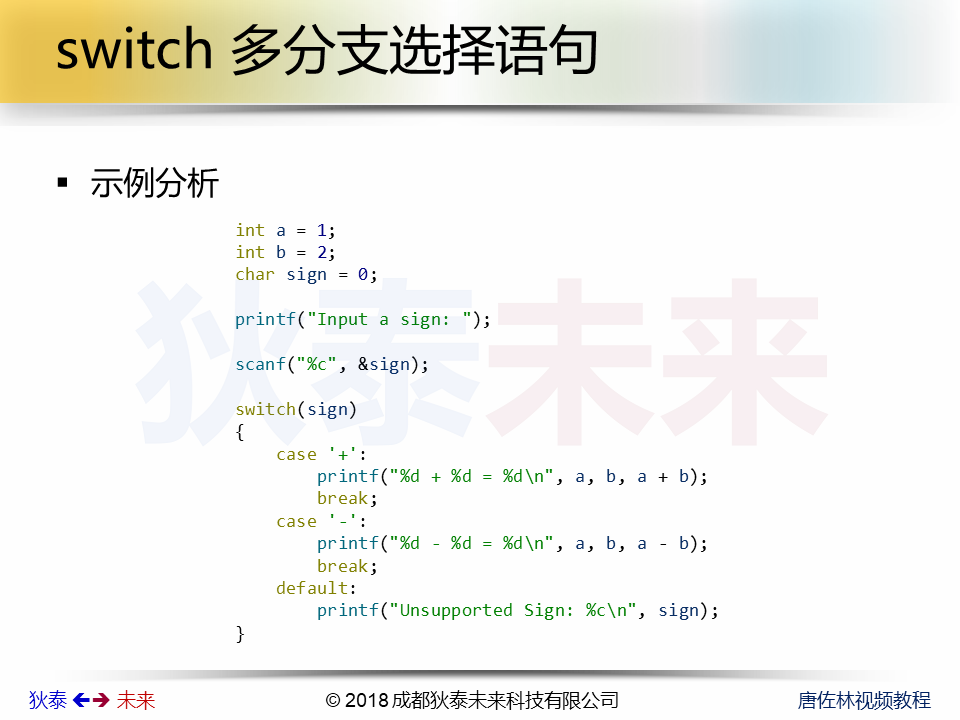 switch 多分支选择语句
▪ 示例分析
int a = 1;
int b = 2;
char sign = 0;
printf("Input a sign: ");
scanf("%c", &sign);
switch(sign)
{
    case '+':
        printf("%d + %d = %d\n", a, b, a + b);
        break;
    case '-':
        printf("%d - %d = %d\n", a, b, a - b);
        break;
    default:
        printf("Unsupported Sign: %c\n", sign);
}
狄泰未来
狄泰 未来 © 2018 成都狄泰未来科技有限公司 唐佐林视频教程